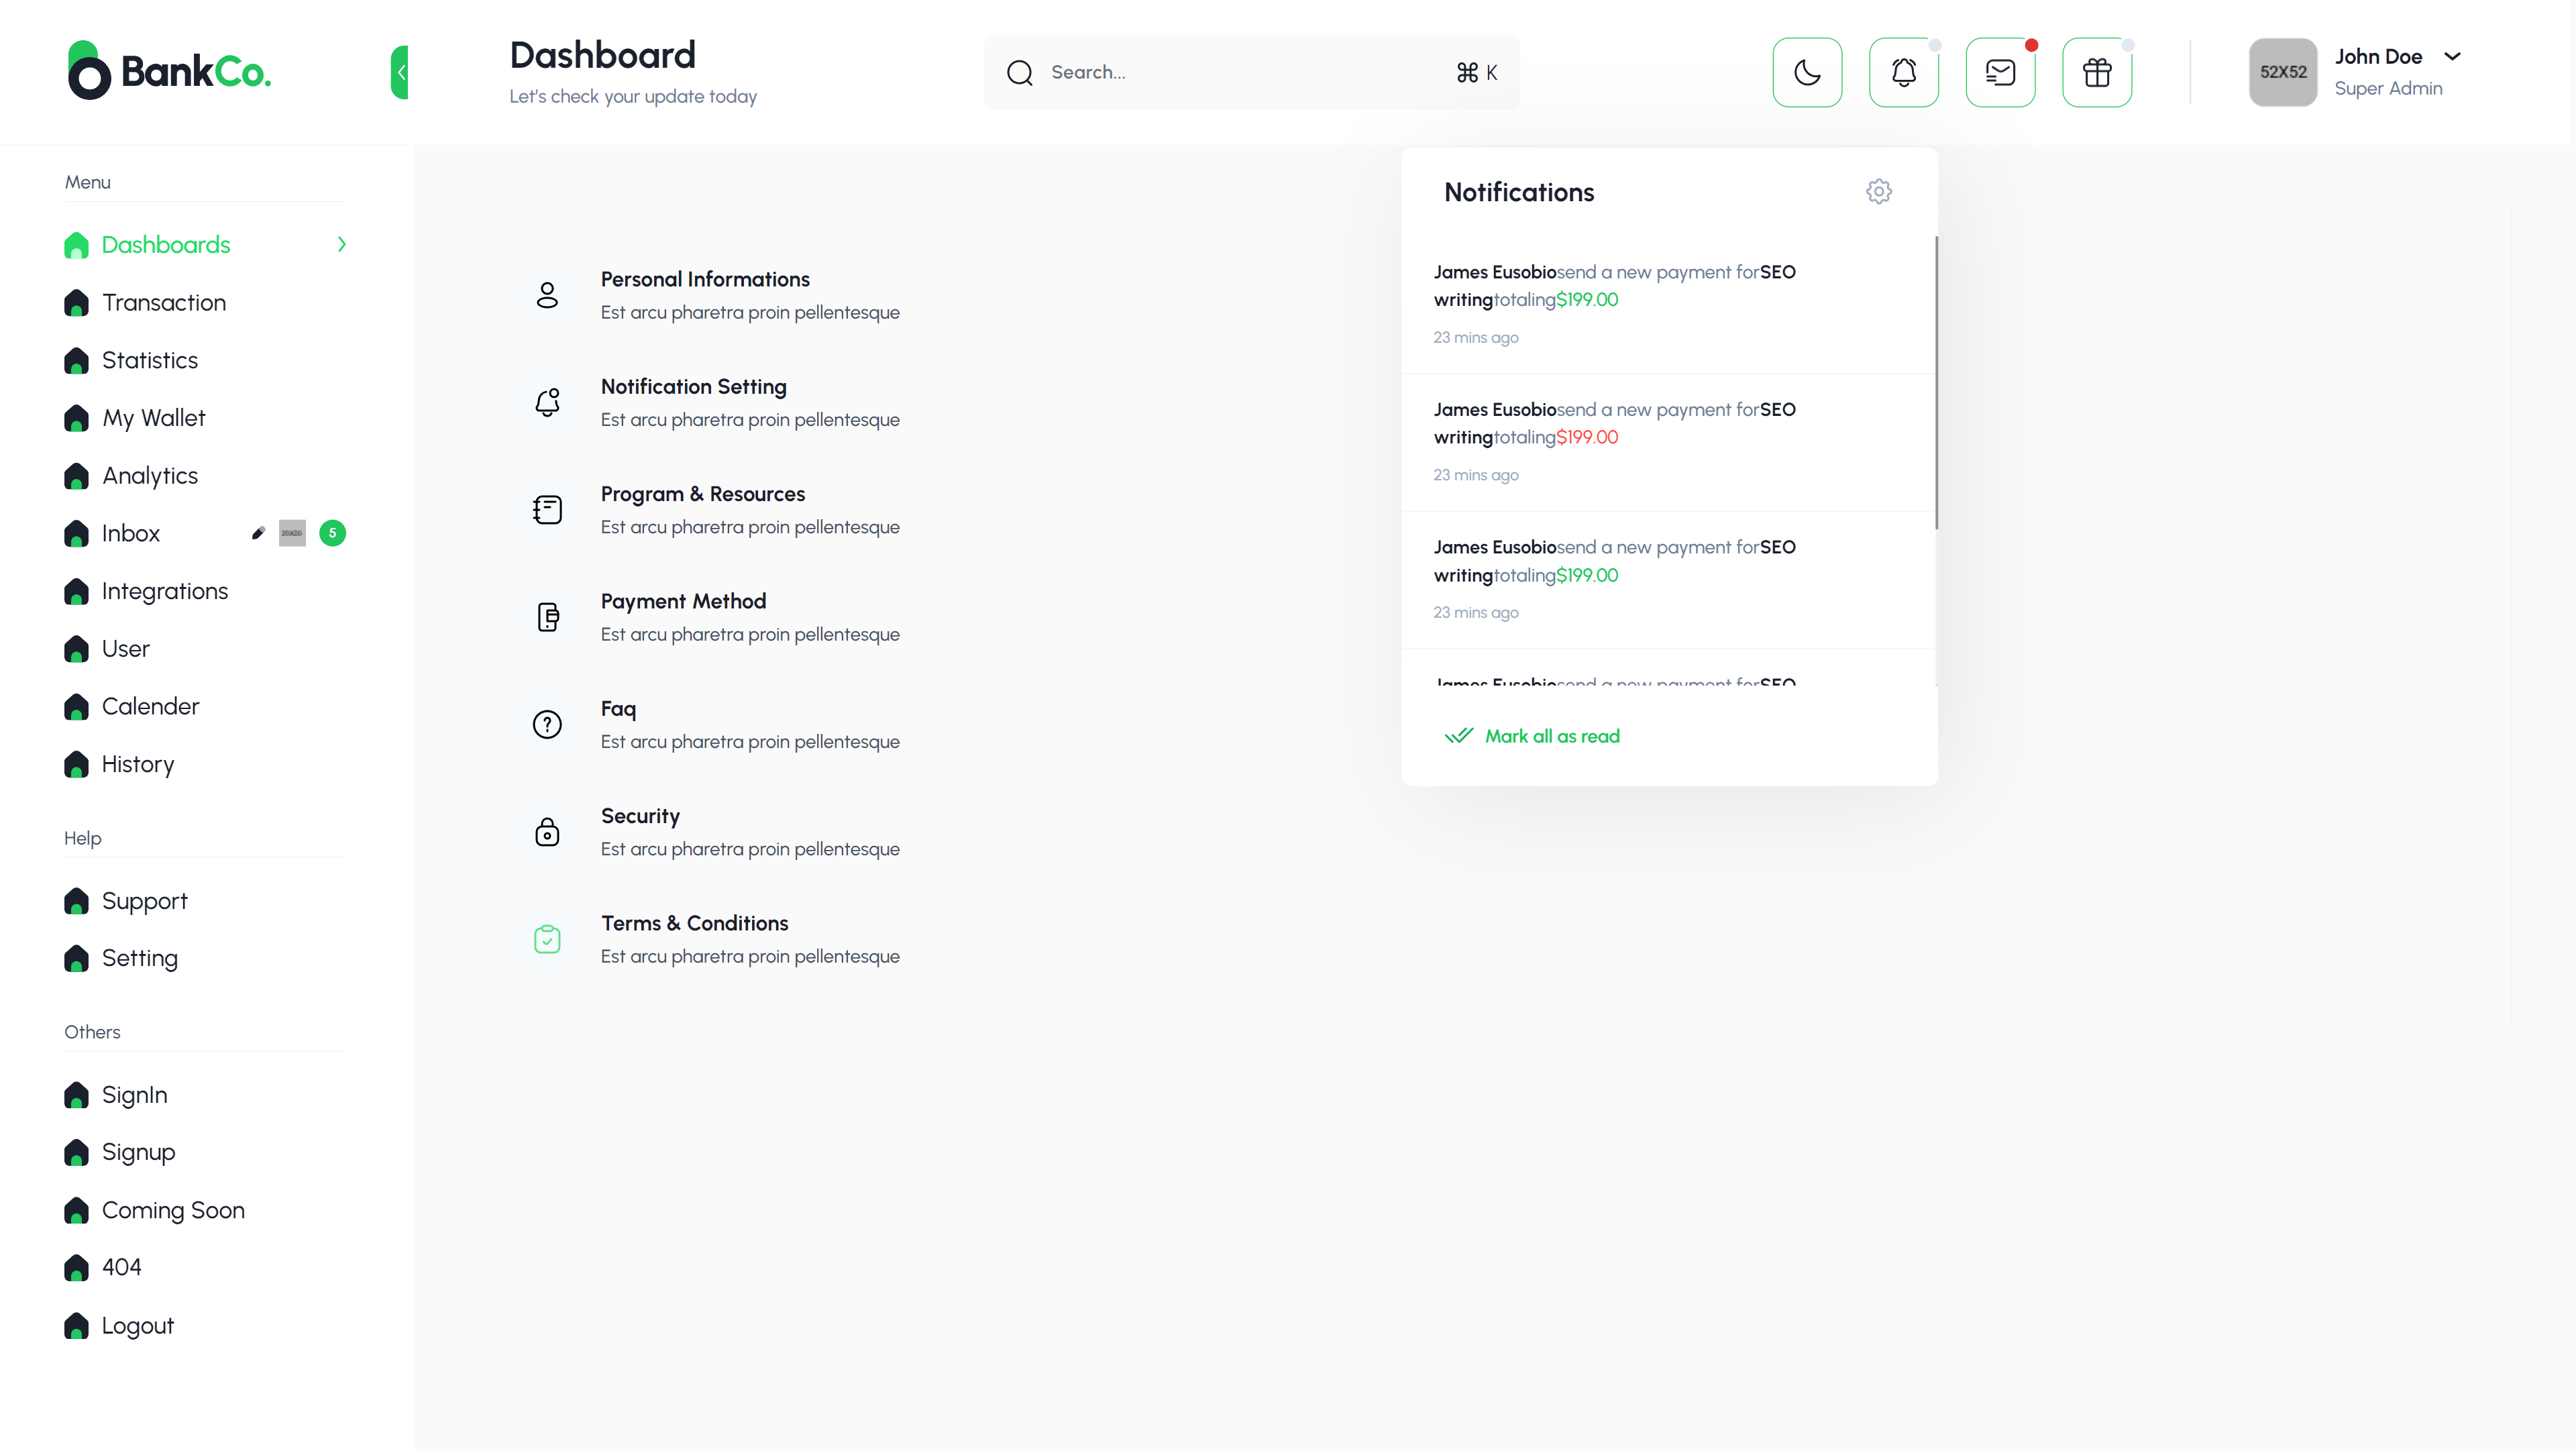 BankCo.
Dashboard
Let's check your update today
Search...
⌘ K
52X52
John Doe
Super Admin
Menu
Dashboards
Transaction
Statistics
My Wallet
Analytics
Inbox
5
Integrations
User
Calender
History
Help
Support
Setting
Others
SignIn
Signup
Coming Soon
404
Logout
Personal Informations
Est arcu pharetra proin pellentesque
Notification Setting
Est arcu pharetra proin pellentesque
Program & Resources
Est arcu pharetra proin pellentesque
Payment Method
Est arcu pharetra proin pellentesque
Faq
Est arcu pharetra proin pellentesque
Security
Est arcu pharetra proin pellentesque
Terms & Conditions
Est arcu pharetra proin pellentesque
Notifications
James Eusobiosend a new payment forSEO
writingtotaling$199.00
23 mins ago
James Eusobiosend a new payment forSEO
writingtotaling$199.00
23 mins ago
James Eusobiosend a new payment forSEO
writingtotaling$199.00
23 mins ago
James Eusobiosend a new payment forSEO
Mark all as read